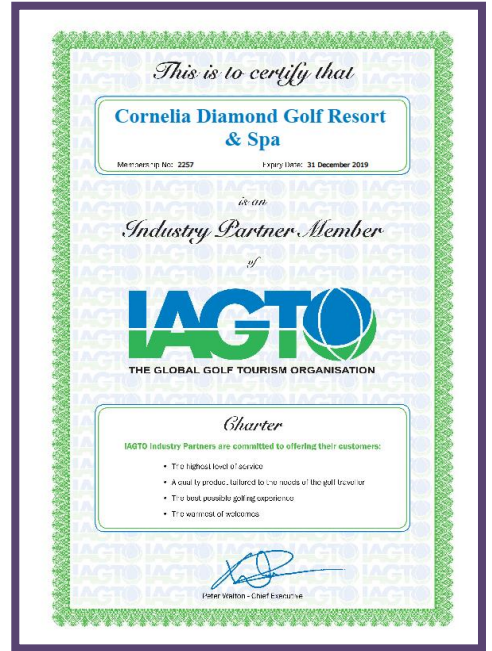 This is to certify that
Cornelia Diamond Golf Resort
& Spa
Membership No: 2257 Expiry Date: 31 December 2019
is an
Industry Partner Member
of
IAGTO
THE GLOBAL GOLF TOURISM ORGANISATION
Charter
IAGTO Industry Partners are committed to offering their customers:
• The highest level of service
• A quality product tailored to the needs of the golf traveller
• The best possible golfing experience
• The warmest of welcomes
Peter Walton - Chief Executive